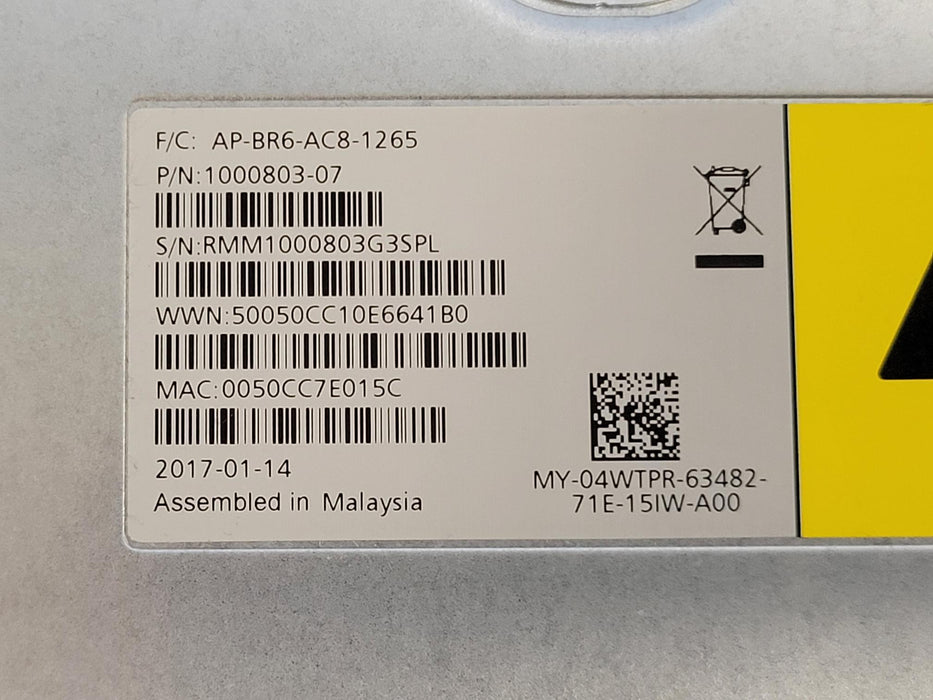 F/C: AP-BR6-AC8-1265
P/N:1000803-07
S/N:RMM1000803G3SPL
WWN:50050CC10E6641B0
MAC:0050CC7E015C
2017-01-14
Assembled in Malaysia
MY-04WTPR-63482-
71E-15IW-A00